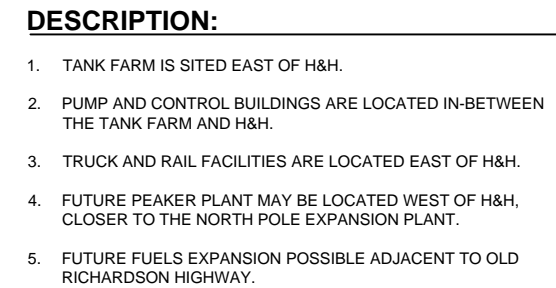 DESCRIPTION:
1. TANK FARM IS SITED EAST OF H&H.
2. PUMP AND CONTROL BUILDINGS ARE LOCATED IN-BETWEEN
THE TANK FARM AND H&H.
3. TRUCK AND RAIL FACILITIES ARE LOCATED EAST OF H&H.
4. FUTURE PEAKER PLANT MAY BE LOCATED WEST OF H&H,
CLOSER TO THE NORTH POLE EXPANSION PLANT.
5. FUTURE FUELS EXPANSION POSSIBLE ADJACENT TO OLD
RICHARDSON HIGHWAY.